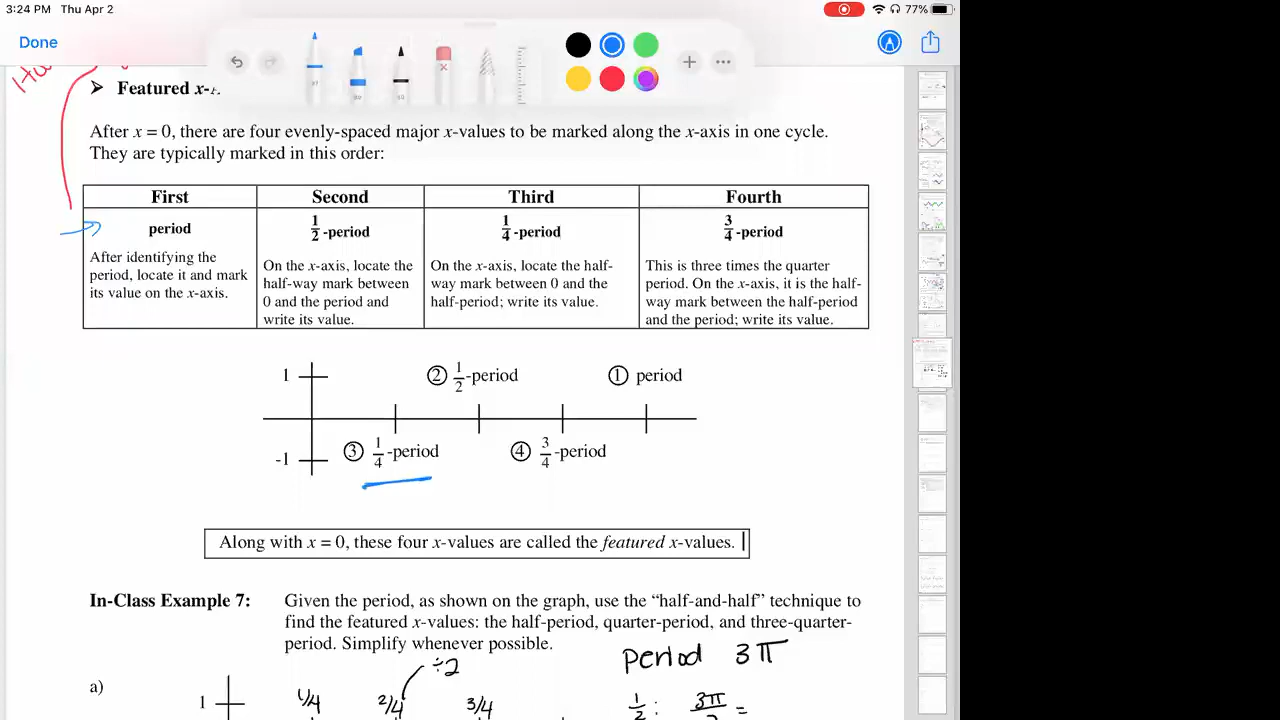 3:24 PM Thu Apr 2
77%
Done
➤ Featured x-
After x = 0, there are four evenly-spaced major x-values to be marked along the x-axis in one cycle.
They are typically marked in this order:
First Second Third Fourth
period 1/2 -period 1/4 -period 3/4 -period
After identifying the
period, locate it and mark
its value on the x-axis.
On the x-axis, locate the
half-way mark between
0 and the period and
write its value.
On the x-axis, locate the half-
way mark between 0 and the
half-period; write its value.
This is three times the quarter
period. On the x-axis, it is the half-
way mark between the half-period
and the period; write its value.
1 ② 1/2-period ① period
-1 ③ 1/4-period ④ 3/4-period
Along with x = 0, these four x-values are called the featured x-values.
In-Class Example 7: Given the period, as shown on the graph, use the “half-and-half” technique to
find the featured x-values: the half-period, quarter-period, and three-quarter-
period. Simplify whenever possible.
÷2 period 3π
a) 1 1/4 2/4 3/4 1/2 : 3π/2 =